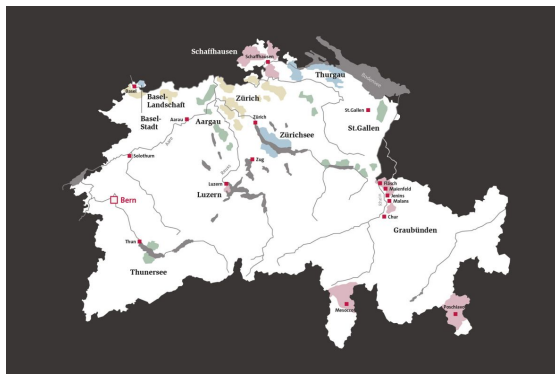 Schaffhausen
Schaffhausen
Thurgau
Basel
Basel-
Landschaft
Zürich
Basel-
Stadt
Aarau
Aargau
Zürich
Zürichsee
St.Gallen
St.Gallen
Solothurn
Zug
Luzern
Luzern
Fläsch
Maienfeld
Jenins
Malans
Bern
Chur
Graubünden
Thun
Thunersee
Mesocco
Poschiavo